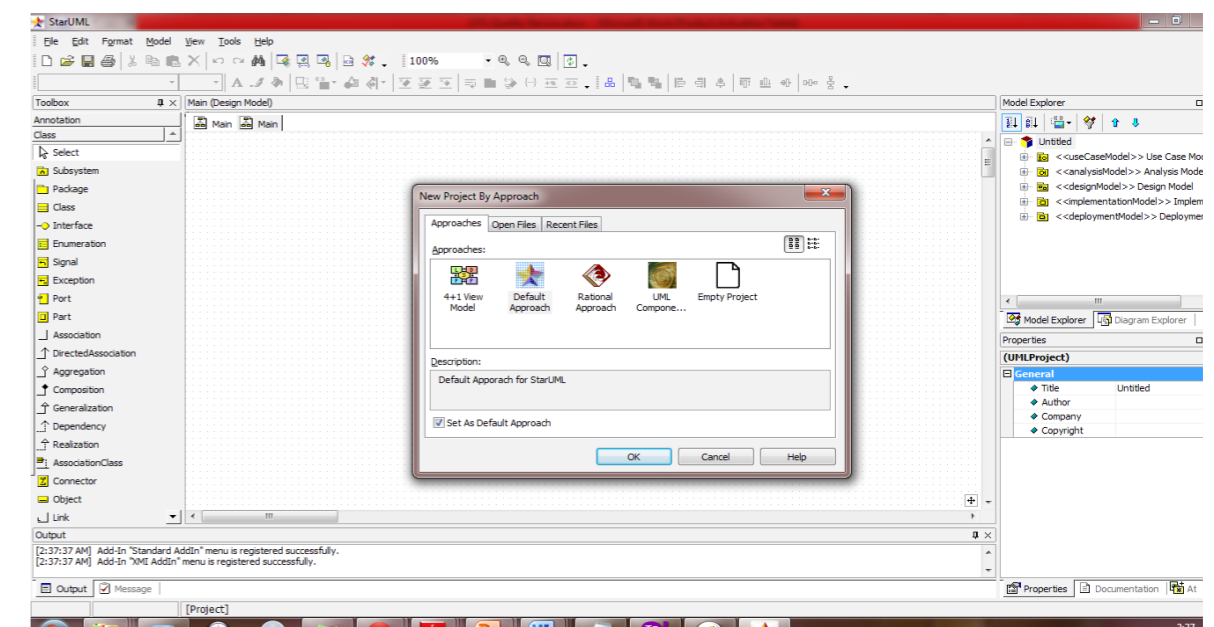 StarUML
File Edit Format Model View Tools Help
100%
Toolbox
Annotation
Class
Select
Subsystem
Package
Class
Interface
Enumeration
Signal
Exception
Port
Part
Association
DirectedAssociation
Aggregation
Composition
Generalization
Dependency
Realization
AssociationClass
Connector
Object
Link
Main (Design Model)
Main Main
New Project By Approach
Approaches Open Files Recent Files
Approaches:
4+1 View Model
Default Approach
Rational Approach
UML Compone...
Empty Project
Description:
Default Apporach for StarUML
Set As Default Approach
OK Cancel Help
Model Explorer
Untitled
<<useCaseModel>> Use Case Mo
<<analysisModel>> Analysis Mode
<<designModel>> Design Model
<<implementationModel>> Implem
<<deploymentModel>> Deploymer
Model Explorer Diagram Explorer
Properties
(UMLProject)
General
Title Untitled
Author
Company
Copyright
Output
[2:37:37 AM] Add-In "Standard AddIn" menu is registered successfully.
[2:37:37 AM] Add-In "XMI AddIn" menu is registered successfully.
Output Message
Properties Documentation At
[Project]
2:37